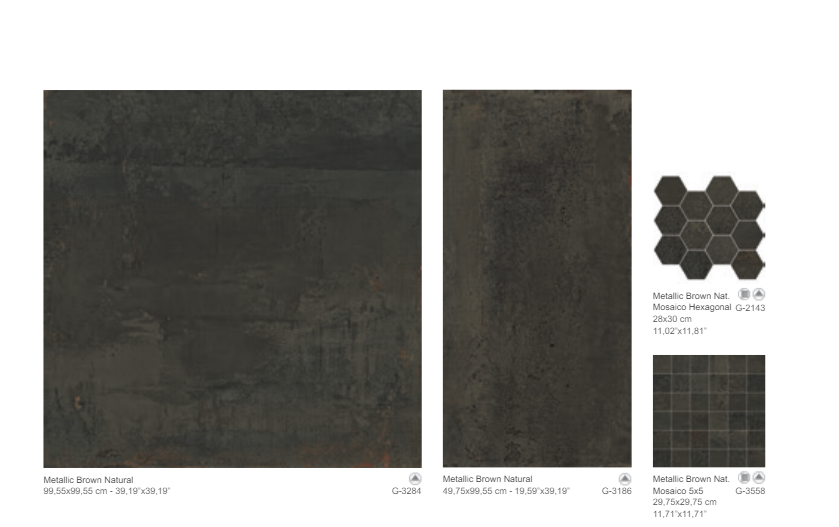 Metallic Brown Natural
99,55x99,55 cm - 39,19”x39,19”
G-3284
Metallic Brown Natural
49,75x99,55 cm - 19,59”x39,19”
G-3186
Metallic Brown Nat.
Mosaico Hexagonal G-2143
28x30 cm
11,02”x11,81”
Metallic Brown Nat.
Mosaico 5x5 G-3558
29,75x29,75 cm
11,71”x11,71”